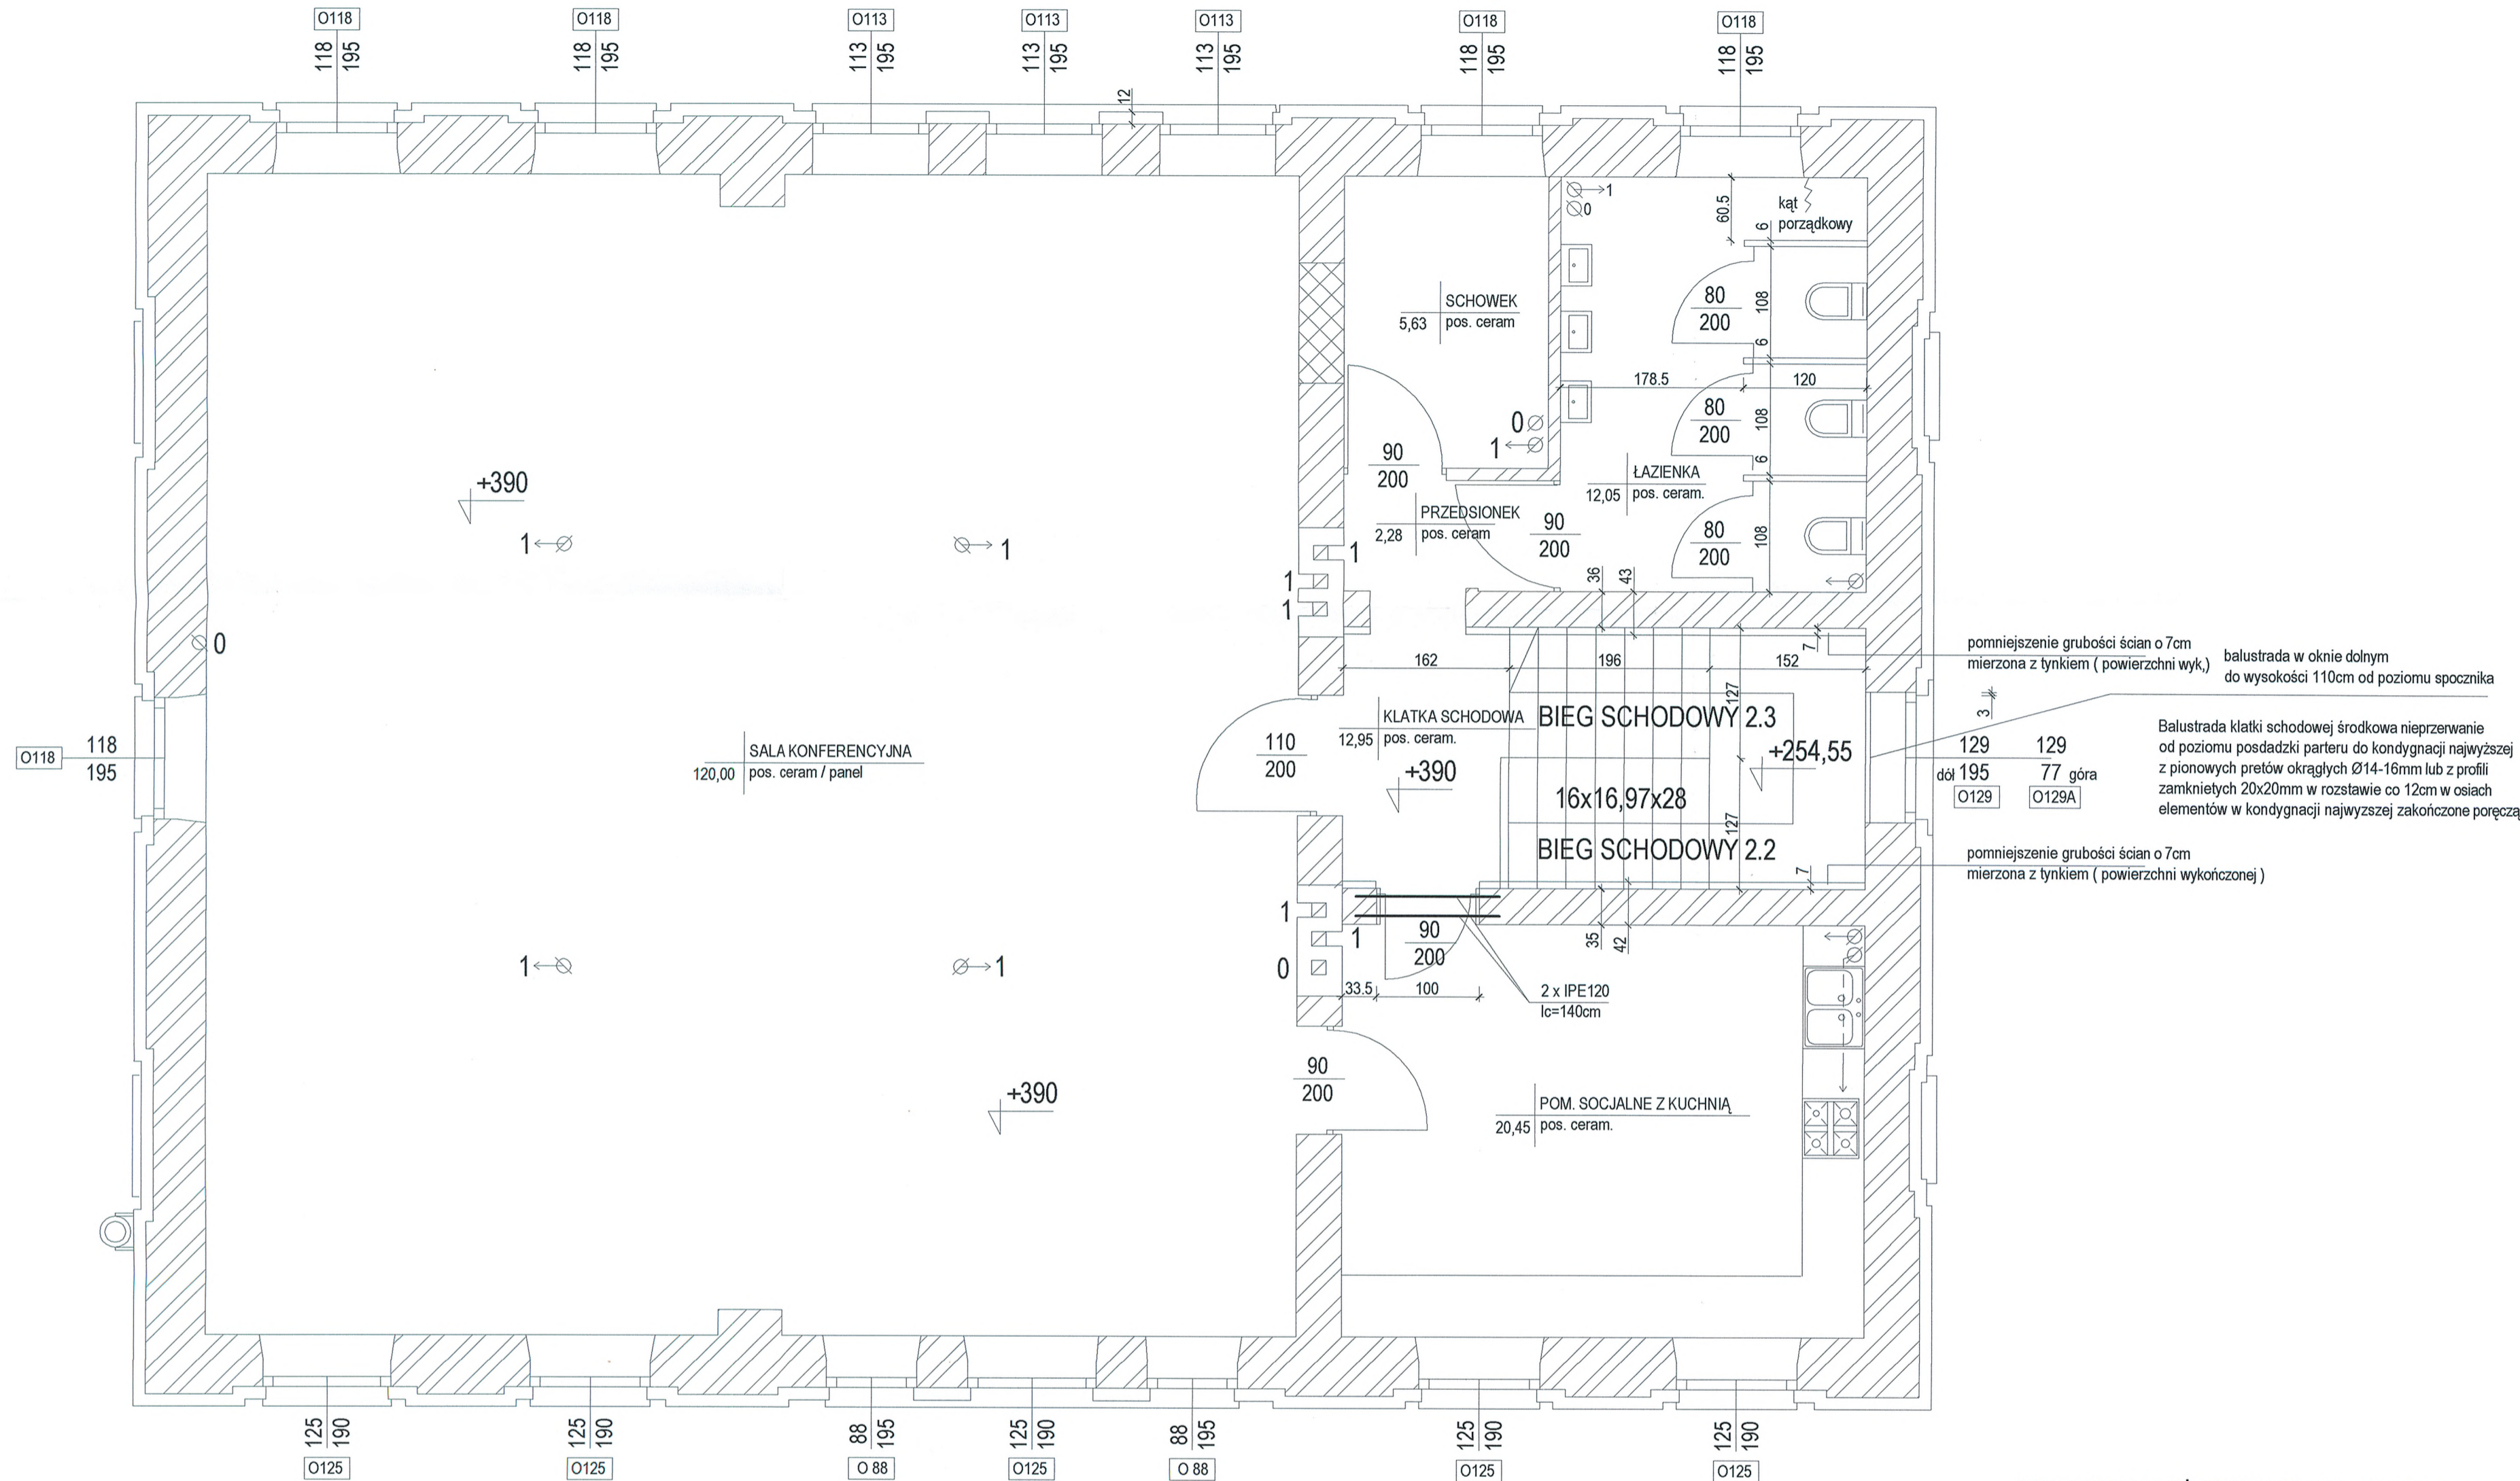 O118
O118
O113
O113
O113
O118
O118
118
195
118
195
113
195
113
195
113
195
118
195
118
195
12
1
0
60.5
kąt
porządkowy
6
SCHOWEK
5,63 pos. ceram
80
200
108
6
178.5
120
80
200
108
6
0
1
90
200
ŁAZIENKA
12,05 pos. ceram.
PRZEDSIONEK
2,28 pos. ceram
90
200
80
200
108
36
43
+390
1
1
1
1
1
0
162
196
152
7
127
pomniejszenie grubości ścian o 7cm
mierzona z tynkiem ( powierzchni wyk,)
balustrada w oknie dolnym
do wysokości 110cm od poziomu spocznika
3
KLATKA SCHODOWA
12,95 pos. ceram.
BIEG SCHODOWY 2.3
+254,55
+390
16x16,97x28
127
BIEG SCHODOWY 2.2
7
O118
118
195
SALA KONFERENCYJNA
120,00 pos. ceram / panel
110
200
129
dół 195
O129
129
77 góra
O129A
Balustrada klatki schodowej środkowa nieprzerwanie
od poziomu posdadzki parteru do kondygnacji najwyższej
z pionowych pretów okrągłych Ø14-16mm lub z profili
zamknietych 20x20mm w rozstawie co 12cm w osiach
elementów w kondygnacji najwyzszej zakończone poręczą
pomniejszenie grubości ścian o 7cm
mierzona z tynkiem ( powierzchni wykończonej )
1
1
0
90
200
35
42
1
1
33.5
100
2 x IPE120
lc=140cm
90
200
+390
POM. SOCJALNE Z KUCHNIĄ
20,45 pos. ceram.
125
190
125
190
88
195
125
190
88
195
125
190
125
190
O125
O125
O 88
O125
O 88
O125
O125